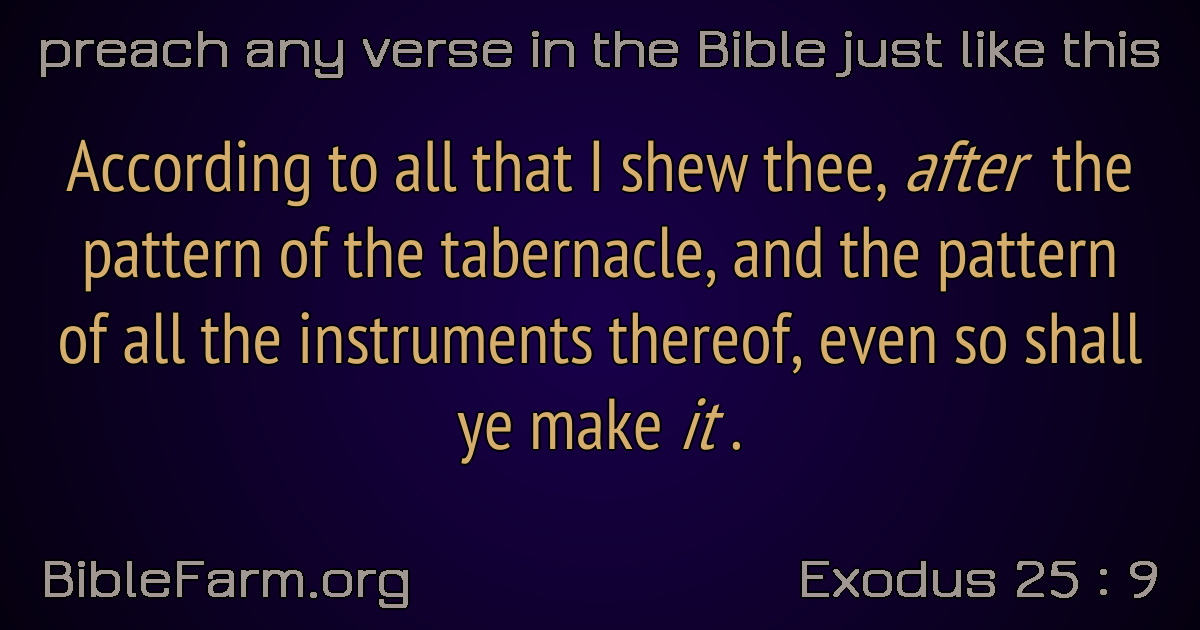 preach any verse in the Bible just like this
According to all that I shew thee, after the
pattern of the tabernacle, and the pattern
of all the instruments thereof, even so shall
ye make it .
BibleFarm.org
Exodus 25 : 9